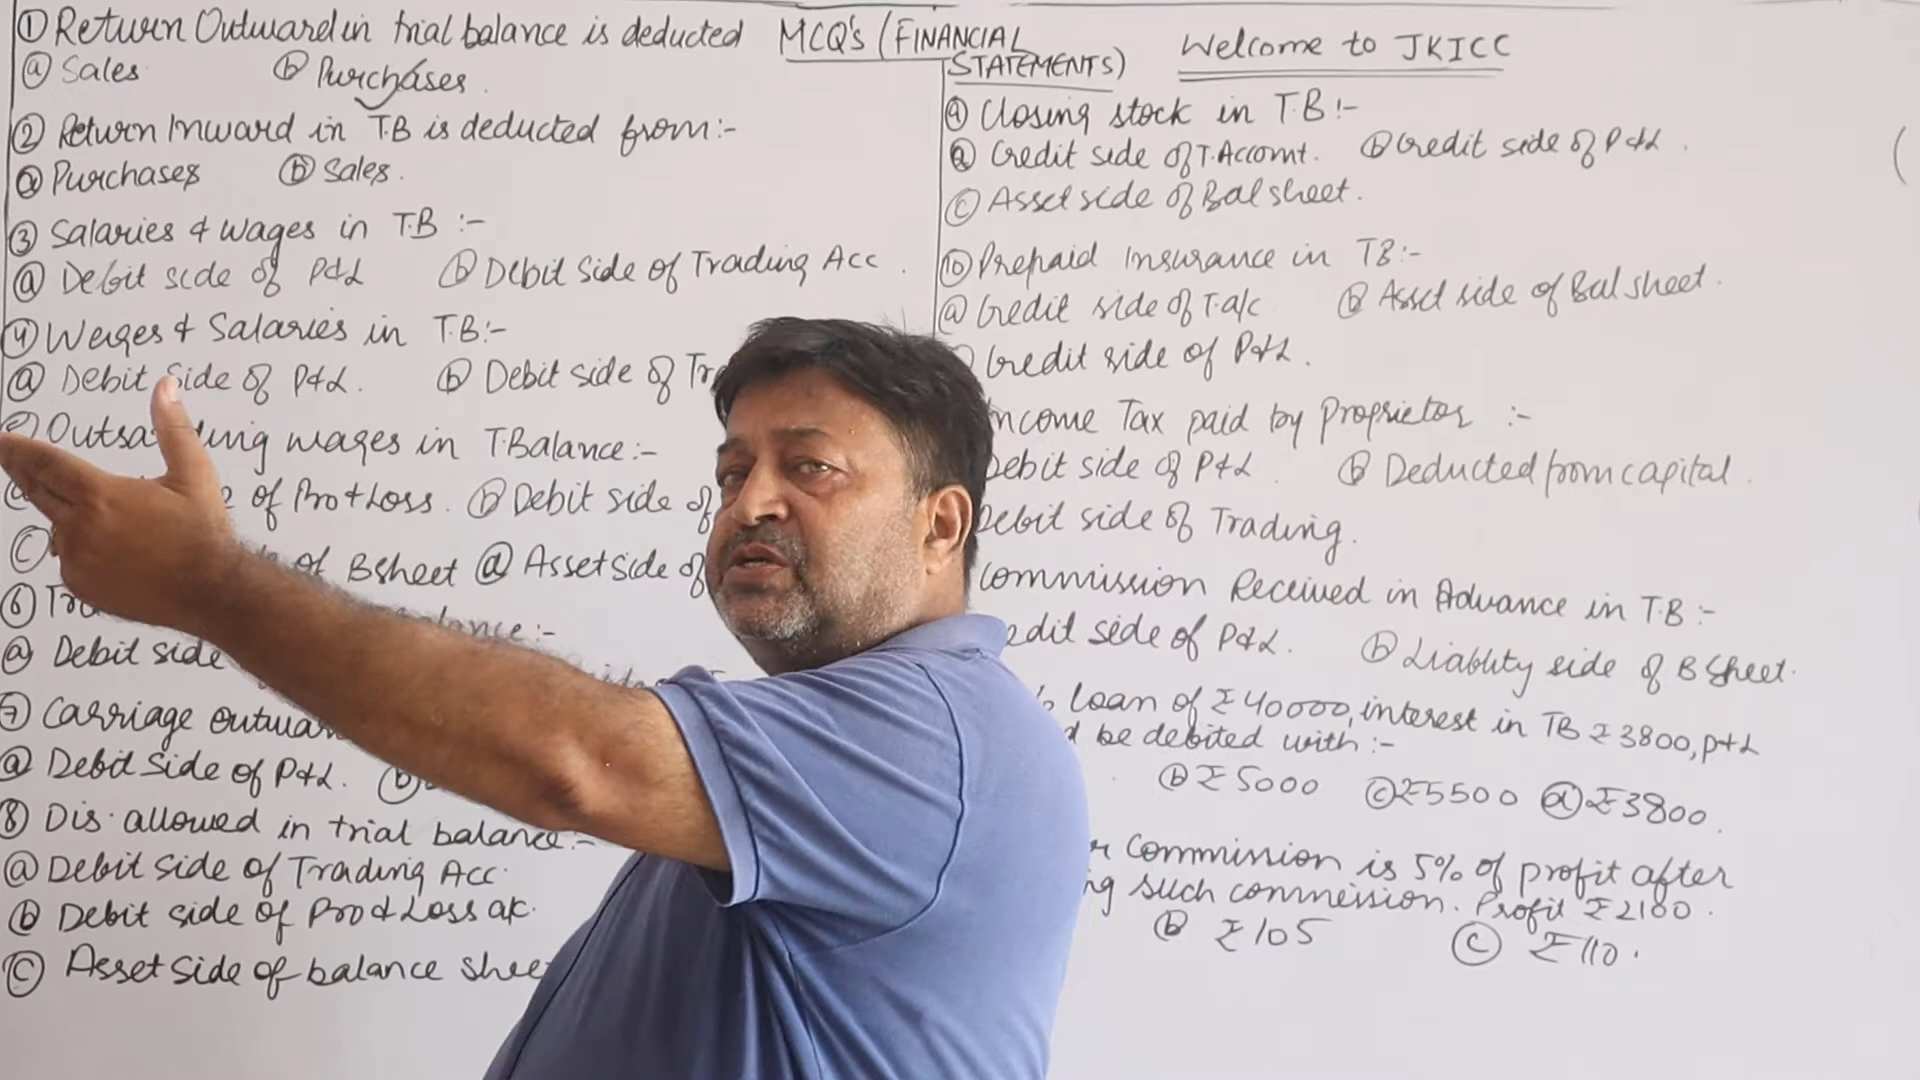 ① Return Outward in trial balance is deducted
ⓐ Sales ⓑ Purchases.
② Return Inward in T.B is deducted from:-
ⓐ Purchases ⓑ Sales.
③ Salaries & wages in T.B :-
ⓐ Debit side of P&L ⓑ Debit side of Trading Acc.
④ Wages & Salaries in T.B:-
ⓐ Debit side of P&L. ⓑ Debit side of
wages in T.Balance:-
of Pro & Loss. ⓑ Debit side of
ⓒ of B sheet ⓓ Asset side of
⑥
ⓐ Debit side
⑦ Carriage
ⓐ Debit Side of P&L. ⓑ
⑧ Dis. allowed in trial balance:-
ⓐ Debit side of Trading Acc.
ⓑ Debit side of Pro & Loss a/c.
ⓒ Asset side of balance
MCQ's (FINANCIAL
STATEMENTS)
Welcome to JKICC
⑨ Closing stock in T.B:-
ⓐ Credit side of T.Accomt. ⓑ Credit side of P&L.
ⓒ Asset side of Bal sheet.
⑩ Prepaid Insurance in TB:-
ⓐ Credit side of T.a/c ⓑ Asset side of Bal sheet.
Credit side of P&L.
Tax paid by Proprietor :-
side of P&L ⓑ Deducted from capital.
side of Trading.
Commission Received in Advance in T.B:-
side of P&L. ⓑ Liablity side of B Sheet.
loan of ₹40000, interest in TB ₹3800, P&L
be debited with:-
ⓑ ₹5000 ⓒ ₹5500 ⓓ ₹3800.
Commission is 5% of profit after
such commission. Profit ₹2100.
ⓑ ₹105 ⓒ ₹110.